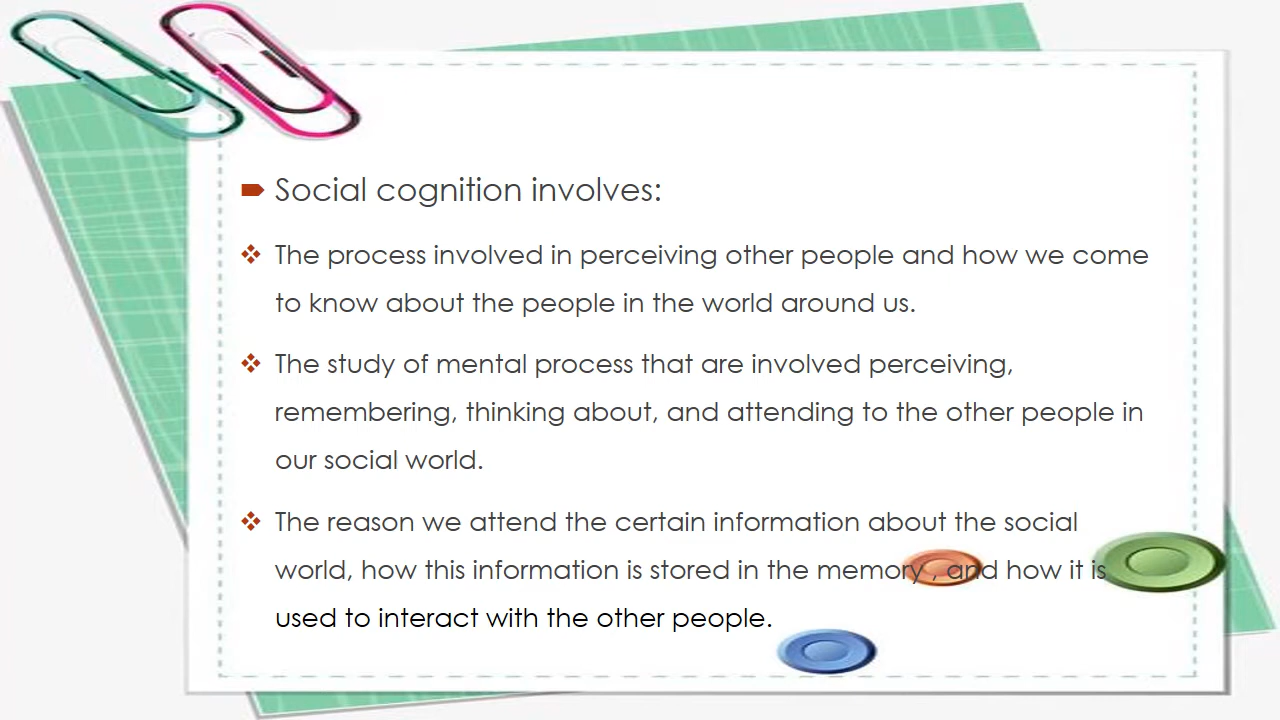 Social cognition involves:
The process involved in perceiving other people and how we come
to know about the people in the world around us.
The study of mental process that are involved perceiving,
remembering, thinking about, and attending to the other people in
our social world.
The reason we attend the certain information about the social
world, how this information is stored in the memory , and how it is
used to interact with the other people.